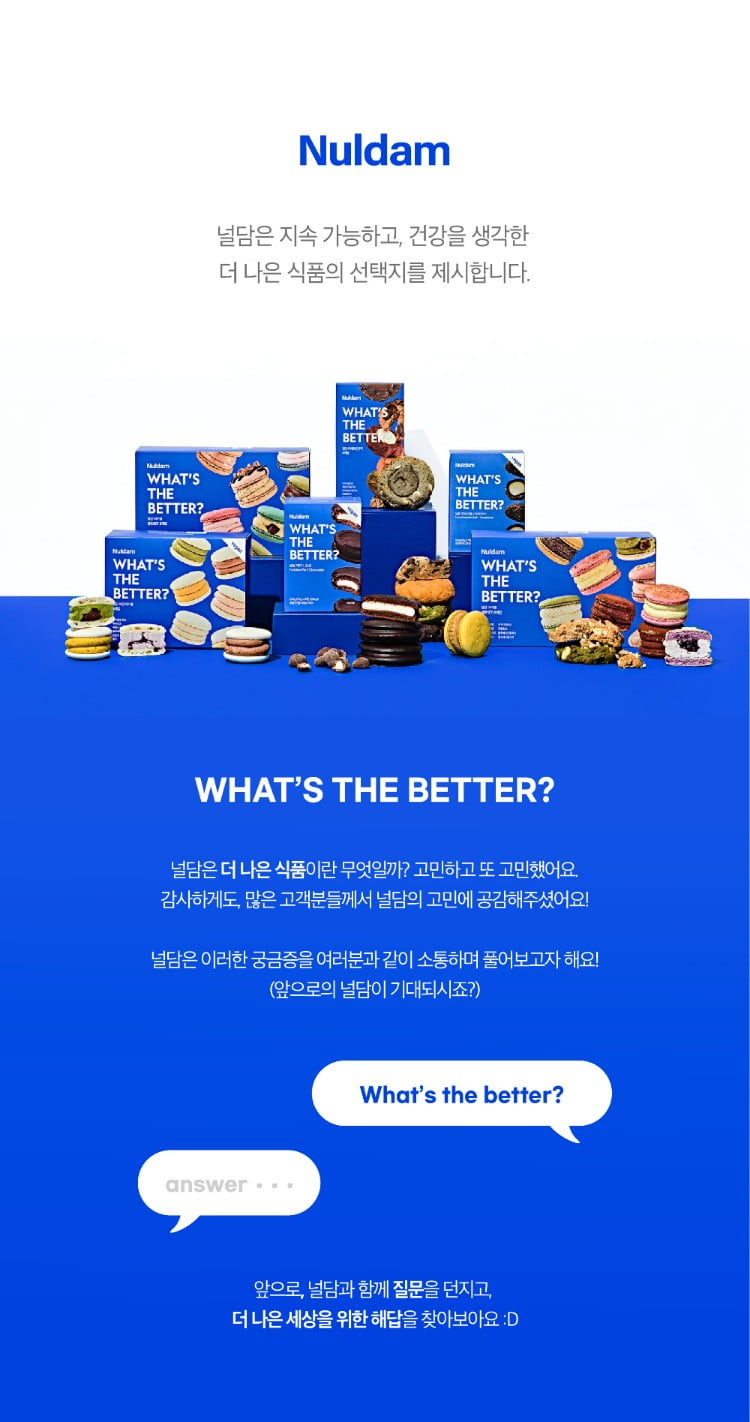 Nuldam
널담은 지속 가능하고, 건강을 생각한
더 나은 식품의 선택지를 제시합니다.
Nuldam
WHAT'S
THE
BETTER?
Nuldam
WHAT'S
THE
BETTER?
Nuldam
WHAT'S
THE
BETTER?
Nuldam
WHAT'S
THE
BETTER?
Nuldam
WHAT'S
THE
BETTER?
Nuldam
WHAT'S
THE
BETTER?
WHAT'S THE BETTER?
널담은 더 나은 식품이란 무엇일까? 고민하고 또 고민했어요.
감사하게도, 많은 고객분들께서 널담의 고민에 공감해주셨어요!
널담은 이러한 궁금증을 여러분과 같이 소통하며 풀어보고자 해요!
(앞으로의 널담이 기대되시죠?)
What's the better?
answer · · ·
앞으로, 널담과 함께 질문을 던지고,
더 나은 세상을 위한 해답을 찾아보아요 :D